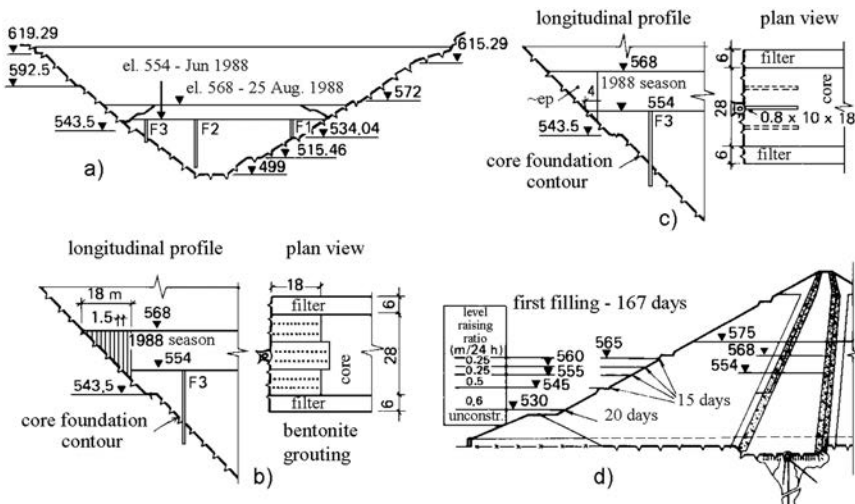 619.29
592.5
el. 554 - Jun 1988
el. 568 - 25 Aug. 1988
615.29
572
543.5
F3
F2
F1
534.04
515.46
499
a)
longitudinal profile
plan view
568
1988 season
~ep
4
554
543.5
F3
core foundation
contour
6
filter
28
core
0.8 x 10 x 18
6
filter
c)
longitudinal profile
plan view
18 m
1.5
568
1988 season
554
543,5
F3
core foundation
contour
18
6
filter
28
core
filter
6
bentonite
grouting
b)
first filling - 167 days
level
raising
ratio
(m/24 h)
0.25
0.25
0.5
0,6
unconstr.
560
555
545
530
565
15 days
20 days
575
568
554
d)